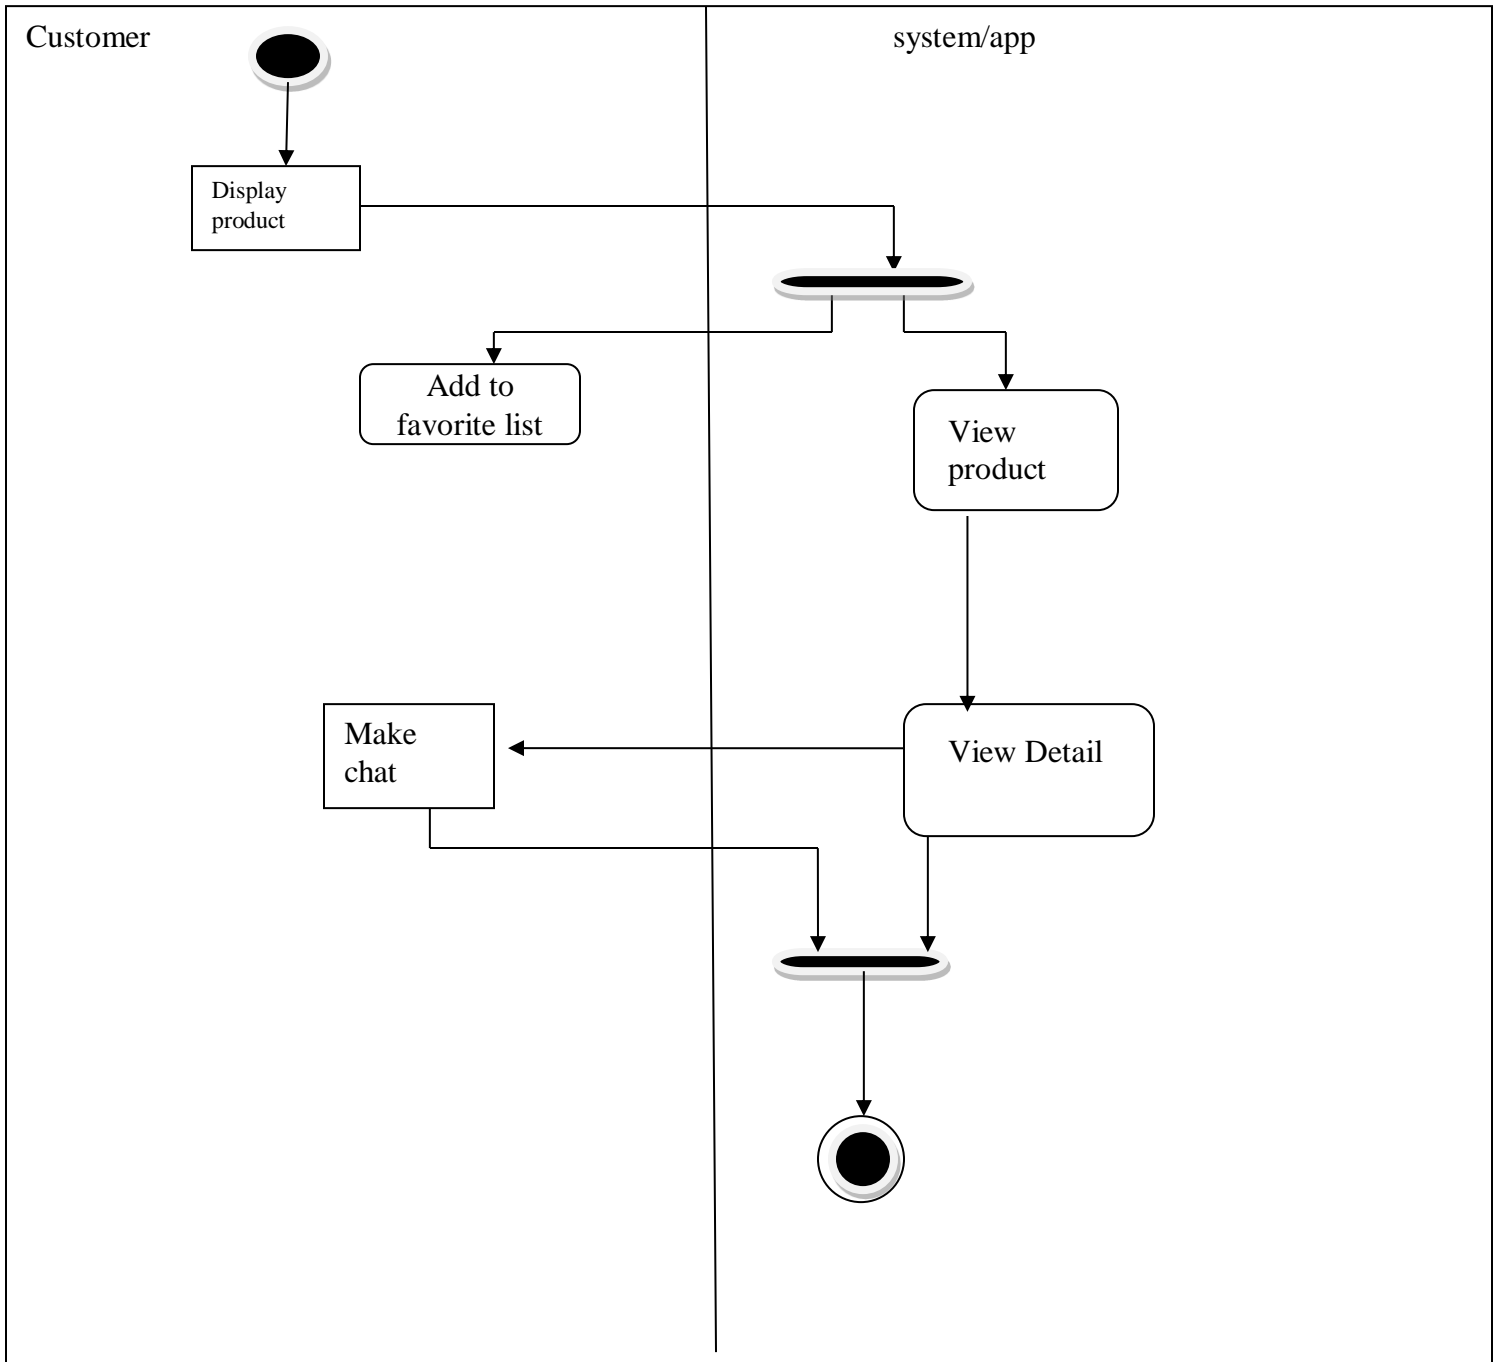 Customer
system/app
Display
product
Add to
favorite list
View
product
Make
chat
View Detail